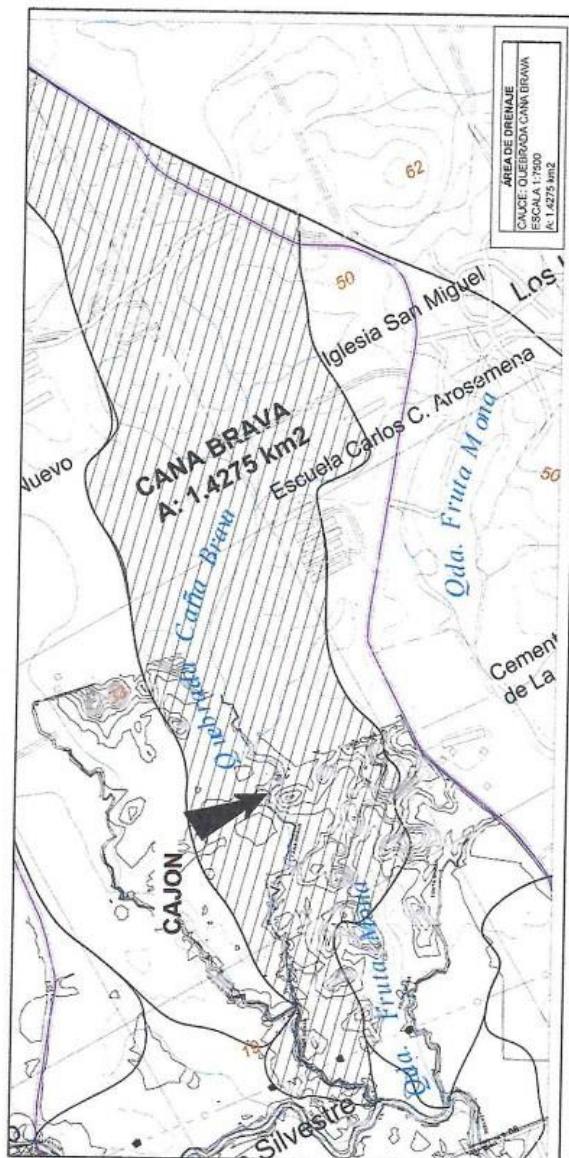 ÁREA DE DRENAJE
CAUCE: QUEBRADA CAÑA BRAVA
ESCALA 1:7500
A: 1.4275 km2
62
50
Iglesia San Miguel
LOS
Escuela Carlos C. Arosemena
CANA BRAVA
A: 1.4275 km2
Nuevo
Quebrada Caña Brava
Qda. Fruta Mona
50
Cement
de La
CAJON
Qda. Fruta Mona
19
Silvestre